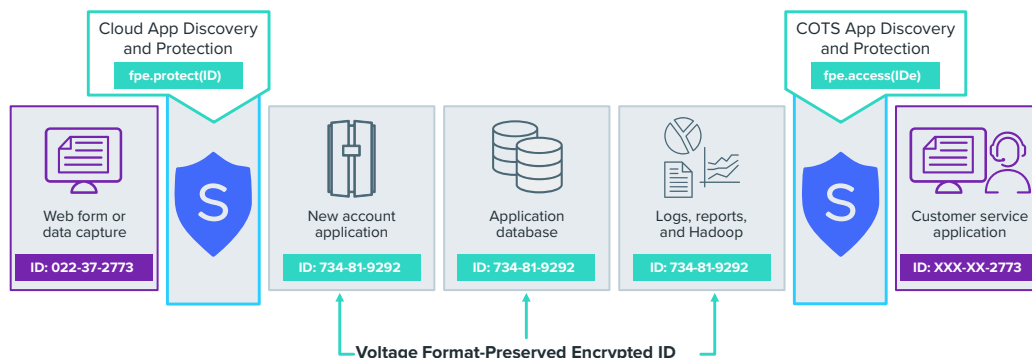 Cloud App Discovery
and Protection
fpe.protect(ID)
COTS App Discovery
and Protection
fpe.access(IDe)
S
S
Web form or
data capture
ID: 022-37-2773
New account
application
ID: 734-81-9292
Application
database
ID: 734-81-9292
Logs, reports,
and Hadoop
ID: 734-81-9292
Customer service
application
ID: XXX-XX-2773
Voltage Format-Preserved Encrypted ID